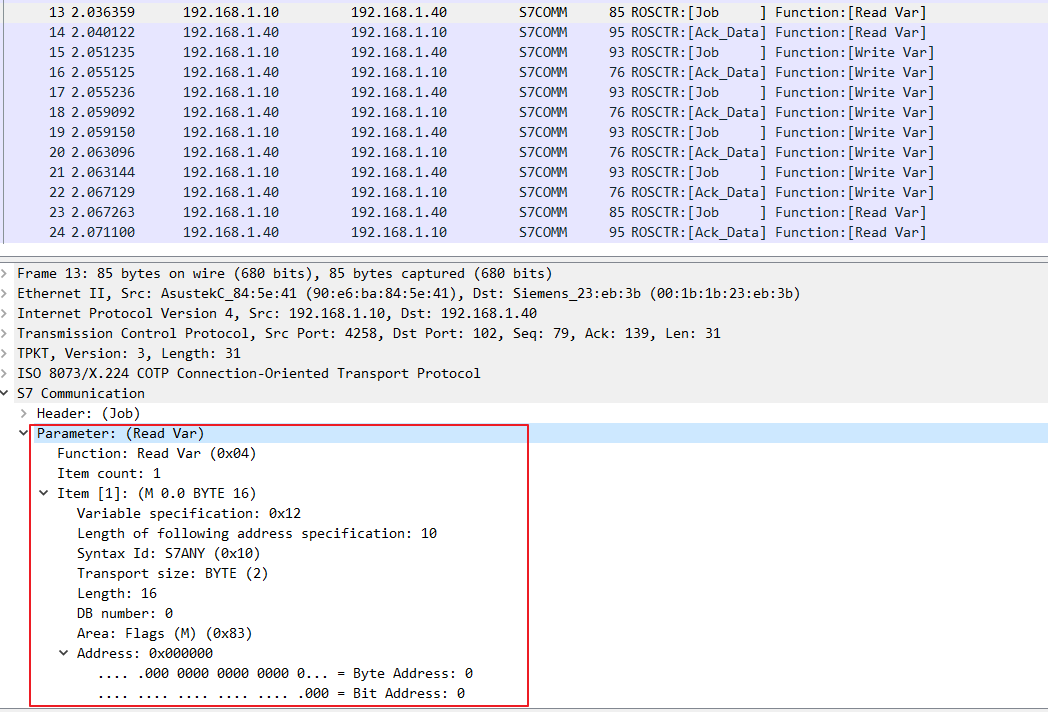 13 2.036359 192.168.1.10 192.168.1.40 S7COMM 85 ROSCTR:[Job     ] Function:[Read Var]
14 2.040122 192.168.1.40 192.168.1.10 S7COMM 95 ROSCTR:[Ack_Data] Function:[Read Var]
15 2.051235 192.168.1.10 192.168.1.40 S7COMM 93 ROSCTR:[Job     ] Function:[Write Var]
16 2.055125 192.168.1.40 192.168.1.10 S7COMM 76 ROSCTR:[Ack_Data] Function:[Write Var]
17 2.055236 192.168.1.10 192.168.1.40 S7COMM 93 ROSCTR:[Job     ] Function:[Write Var]
18 2.059092 192.168.1.40 192.168.1.10 S7COMM 76 ROSCTR:[Ack_Data] Function:[Write Var]
19 2.059150 192.168.1.10 192.168.1.40 S7COMM 93 ROSCTR:[Job     ] Function:[Write Var]
20 2.063096 192.168.1.40 192.168.1.10 S7COMM 76 ROSCTR:[Ack_Data] Function:[Write Var]
21 2.063144 192.168.1.10 192.168.1.40 S7COMM 93 ROSCTR:[Job     ] Function:[Write Var]
22 2.067129 192.168.1.40 192.168.1.10 S7COMM 76 ROSCTR:[Ack_Data] Function:[Write Var]
23 2.067263 192.168.1.10 192.168.1.40 S7COMM 85 ROSCTR:[Job     ] Function:[Read Var]
24 2.071100 192.168.1.40 192.168.1.10 S7COMM 95 ROSCTR:[Ack_Data] Function:[Read Var]
Frame 13: 85 bytes on wire (680 bits), 85 bytes captured (680 bits)
Ethernet II, Src: AsustekC_84:5e:41 (90:e6:ba:84:5e:41), Dst: Siemens_23:eb:3b (00:1b:1b:23:eb:3b)
Internet Protocol Version 4, Src: 192.168.1.10, Dst: 192.168.1.40
Transmission Control Protocol, Src Port: 4258, Dst Port: 102, Seq: 79, Ack: 139, Len: 31
TPKT, Version: 3, Length: 31
ISO 8073/X.224 COTP Connection-Oriented Transport Protocol
S7 Communication
Header: (Job)
Parameter: (Read Var)
Function: Read Var (0x04)
Item count: 1
Item [1]: (M 0.0 BYTE 16)
Variable specification: 0x12
Length of following address specification: 10
Syntax Id: S7ANY (0x10)
Transport size: BYTE (2)
Length: 16
DB number: 0
Area: Flags (M) (0x83)
Address: 0x000000
.... .000 0000 0000 0000 0... = Byte Address: 0
.... .... .... .... .... .000 = Bit Address: 0